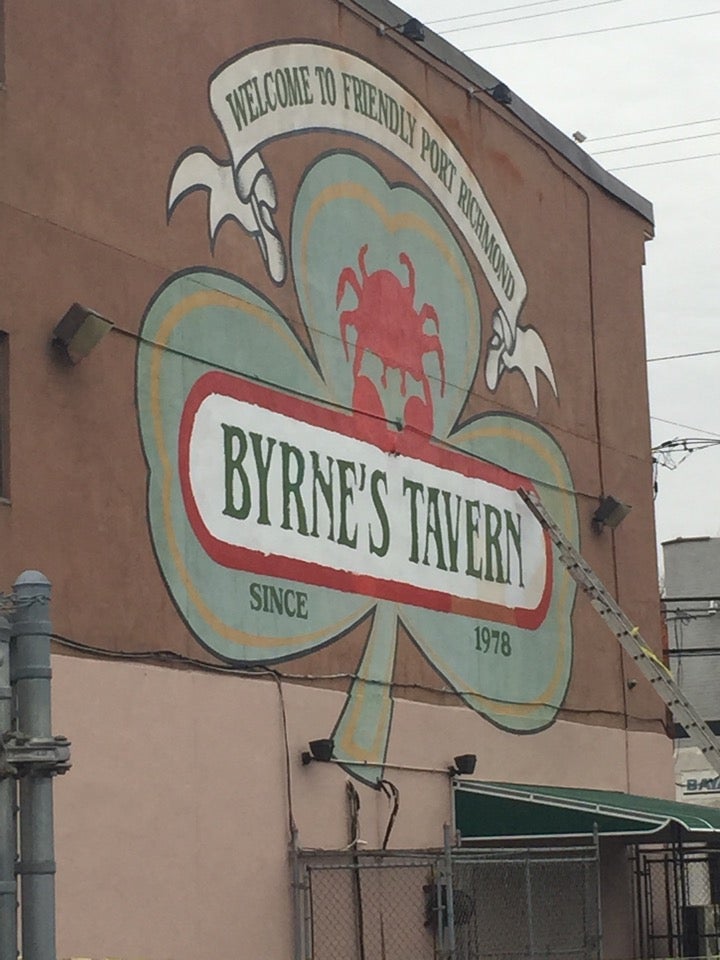 WELCOME TO FRIENDLY PORT RICHMOND
BYRNE'S TAVERN
SINCE 1978